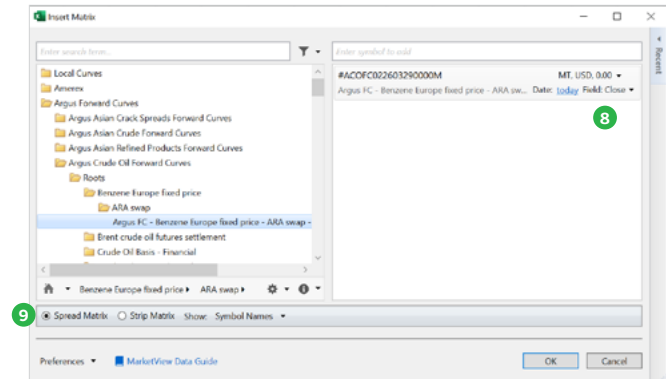 Insert Matrix
Enter search term...
Enter symbol to add
Recent
Local Curves
Amerex
Argus Forward Curves
Argus Asian Crack Spreads Forward Curves
Argus Asian Crude Forward Curves
Argus Asian Refined Products Forward Curves
Argus Crude Oil Forward Curves
Roots
Benzene Europe fixed price
ARA swap
Argus FC - Benzene Europe fixed price - ARA swap -
Brent crude oil futures settlement
Crude Oil Basis - Financial
#ACOFC022603290000M MT, USD, 0.00
Argus FC - Benzene Europe fixed price - ARA sw... Date: today Field: Close
8
Benzene Europe fixed price ARA swap
9
Spread Matrix Strip Matrix Show: Symbol Names
Preferences MarketView Data Guide OK Cancel